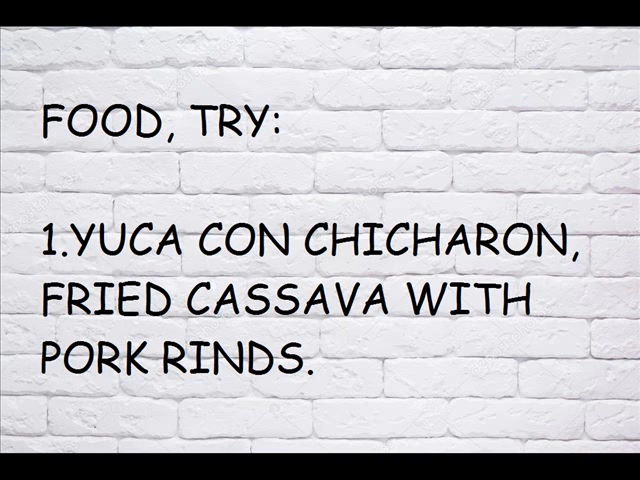 FOOD, TRY:
1.YUCA CON CHICHARON,
FRIED CASSAVA WITH
PORK RINDS.